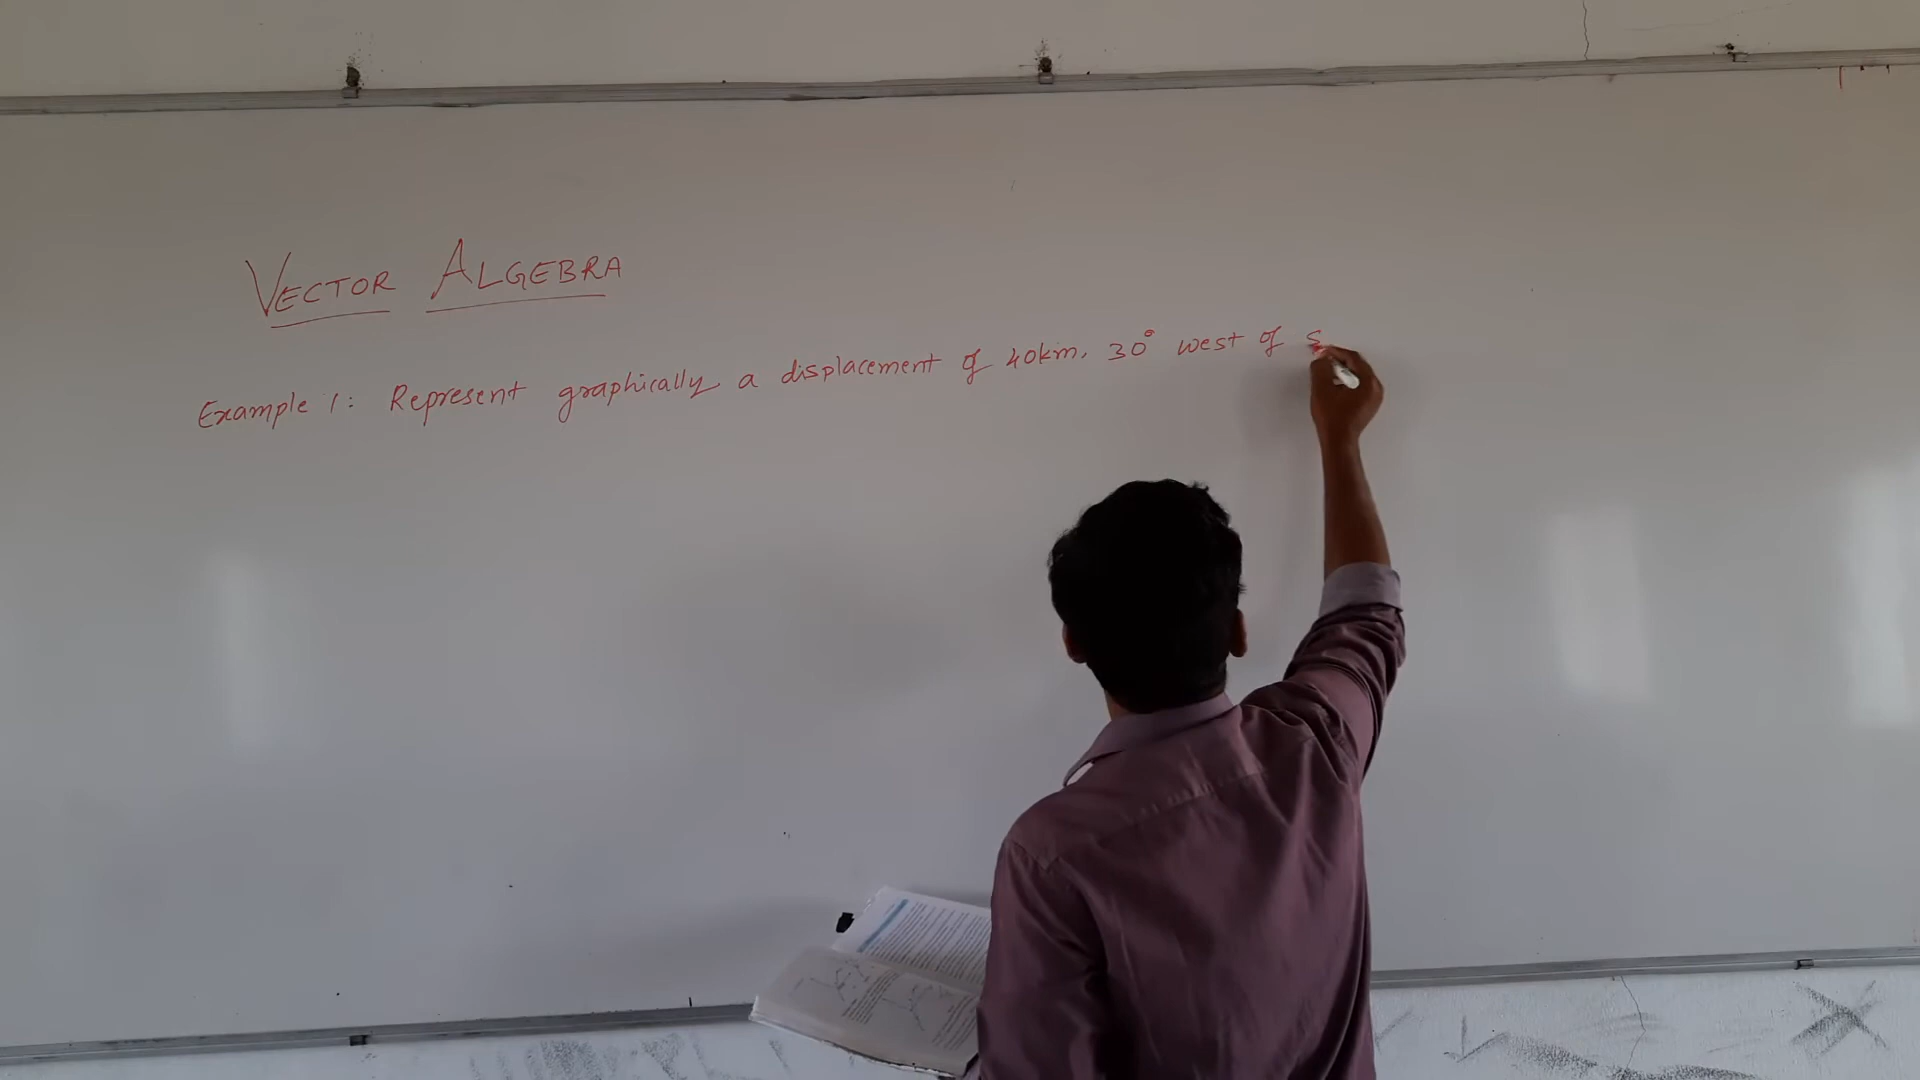 VECTOR ALGEBRA
Example 1: Represent graphically a displacement of 40km, 30° west of s